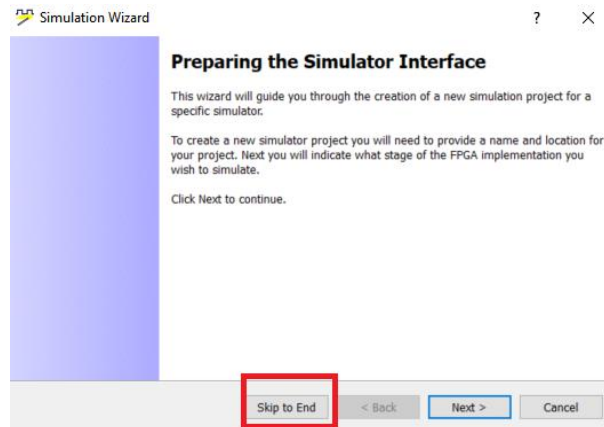 Simulation Wizard ? ×
Preparing the Simulator Interface
This wizard will guide you through the creation of a new simulation project for a
specific simulator.
To create a new simulator project you will need to provide a name and location for
your project. Next you will indicate what stage of the FPGA implementation you
wish to simulate.
Click Next to continue.
Skip to End < Back Next > Cancel